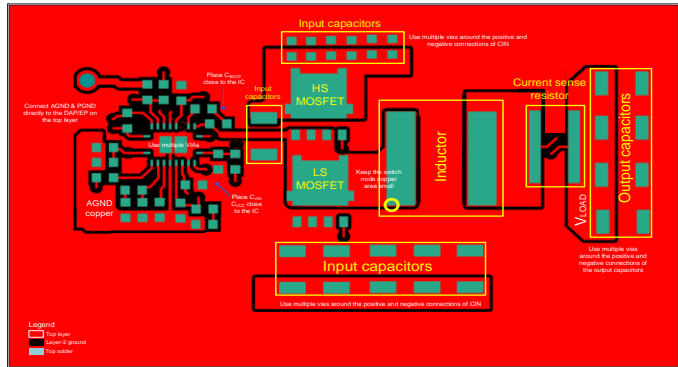 Input capacitors
Use multiple vias around the positive and
negative connections of CIN
Place CBOOT
close to the IC
HS
MOSFET
Input
capacitors
Current sense
resistor
Connect AGND & PGND
directly to the DAP/EP on
the top layer
Use multiple VIAs
LS
MOSFET
Keep the switch
node copper
area small
Inductor
Output capacitors
VLOAD
AGND
copper
Place CVIN
CVCC close
to the IC
Use multiple vias
around the positive and
negative connections of
the output capacitors
Input capacitors
Use multiple vias around the positive and negative connections of CIN
Legend
Top layer
Layer-2-ground
Top solder